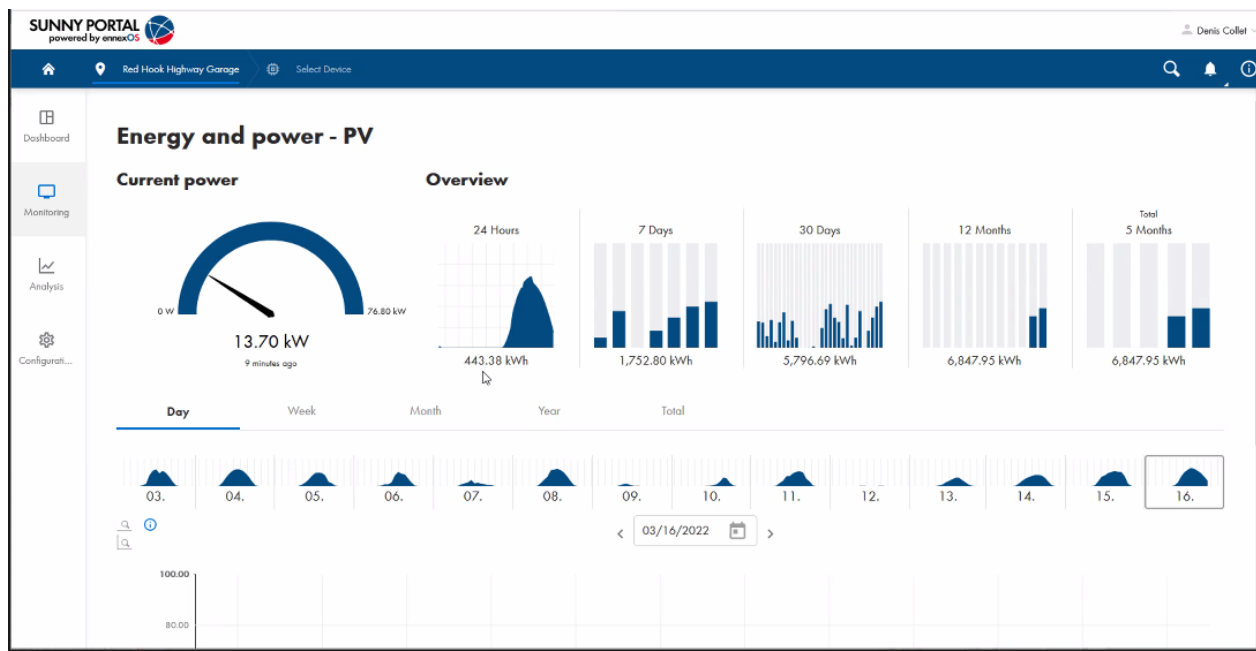 SUNNY PORTAL
powered by ennexOS
Denis Collet
Red Hook Highway Garage
Select Device
Dashboard
Monitoring
Analysis
Configurati...
Energy and power - PV
Current power
0 W
76.80 kW
13.70 kW
9 minutes ago
Overview
24 Hours
443.38 kWh
7 Days
1,752.80 kWh
30 Days
5,796.69 kWh
12 Months
6,847.95 kWh
Total
5 Months
6,847.95 kWh
Day Week Month Year Total
03. 04. 05. 06. 07. 08. 09. 10. 11. 12. 13. 14. 15. 16.
03/16/2022
100.00
80.00